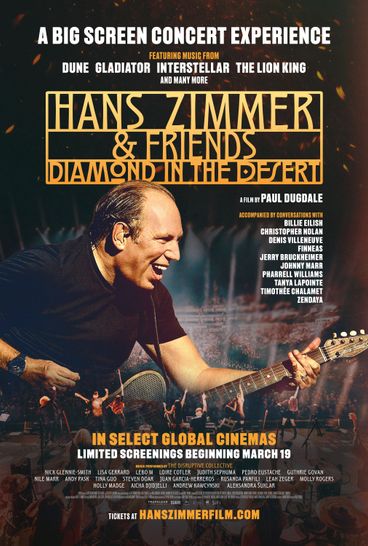 A BIG SCREEN CONCERT EXPERIENCE
FEATURING MUSIC FROM
DUNE GLADIATOR INTERSTELLAR THE LION KING
AND MANY MORE
HANS ZIMMER
& FRIENDS
DIAMOND IN THE DESERT
A FILM BY PAUL DUGDALE
ACCOMPANIED BY CONVERSATIONS WITH
BILLIE EILISH
CHRISTOPHER NOLAN
DENIS VILLENEUVE
FINNEAS
JERRY BRUCKHEIMER
JOHNNY MARR
PHARRELL WILLIAMS
TANYA LAPOINTE
TIMOTHÉE CHALAMET
ZENDAYA
IN SELECT GLOBAL CINEMAS
LIMITED SCREENINGS BEGINNING MARCH 19
MUSIC PERFORMED BY THE DISRUPTIVE COLLECTIVE
NICK GLENNIE-SMITH LISA GERRARD LEBO M LOIRE COTLER JUDITH SEPHUMA PEDRO EUSTACHE GUTHRIE GOVAN
NILE MARR ANDY PASK TINA GUO STEVEN DOAR JUAN GARCIA-HERREROS RUSANDA PANFILI LEAH ZEGER MOLLY ROGERS
HOLLY MADGE AICHA DJIDJELLI ANDREW KAWCZYNSKI ALEKSANDRA SUKLAR
TICKETS AT HANSZIMMERFILM.COM